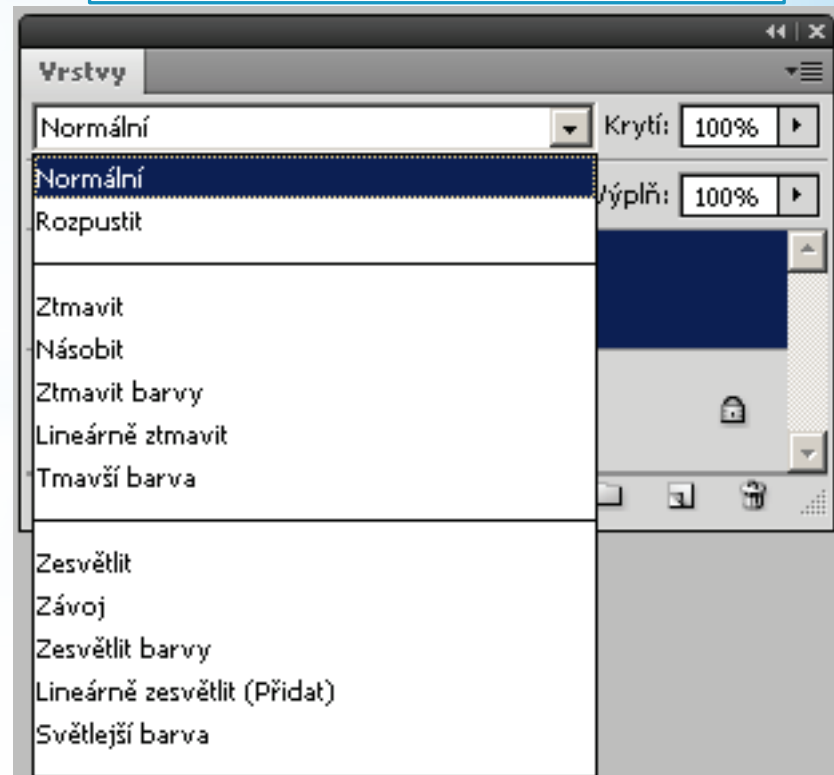 Vrstvy
Normální Krytí: 100%
Normální
Výplň: 100%
Rozpustit
Ztmavit
Násobit
Ztmavit barvy
Lineárně ztmavit
Tmavší barva
Zesvětlit
Závoj
Zesvětlit barvy
Lineárně zesvětlit (Přidat)
Světlejší barva